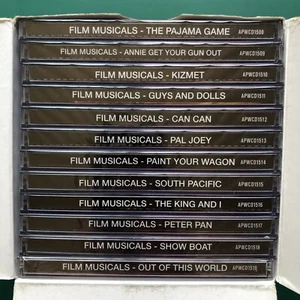 FILM MUSICALS - THE PAJAMA GAME APWCD1508
FILM MUSICALS - ANNIE GET YOUR GUN OUT APWCD1509
FILM MUSICALS - KIZMET APWCD1510
FILM MUSICALS - GUYS AND DOLLS APWCD1511
FILM MUSICALS - CAN CAN APWCD1512
FILM MUSICALS - PAL JOEY APWCD1513
FILM MUSICALS - PAINT YOUR WAGON APWCD1514
FILM MUSICALS - SOUTH PACIFIC APWCD1515
FILM MUSICALS - THE KING AND I APWCD1516
FILM MUSICALS - PETER PAN APWCD1517
FILM MUSICALS - SHOW BOAT APWCD1518
FILM MUSICALS - OUT OF THIS WORLD APWCD1519